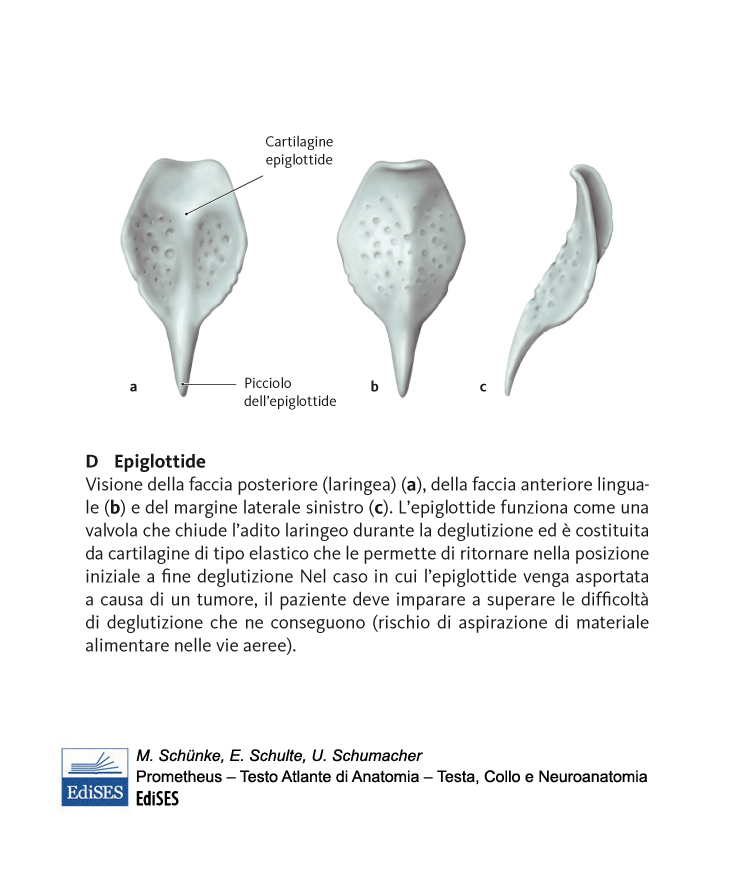 Cartilagine
epiglottide
a
Picciolo
dell'epiglottide
b
c
D Epiglottide
Visione della faccia posteriore (laringea) (a), della faccia anteriore lingua-
le (b) e del margine laterale sinistro (c). L'epiglottide funziona come una
valvola che chiude l'adito laringeo durante la deglutizione ed è costituita
da cartilagine di tipo elastico che le permette di ritornare nella posizione
iniziale a fine deglutizione Nel caso in cui l'epiglottide venga asportata
a causa di un tumore, il paziente deve imparare a superare le difficoltà
di deglutizione che ne conseguono (rischio di aspirazione di materiale
alimentare nelle vie aeree).
M. Schünke, E. Schulte, U. Schumacher
Prometheus – Testo Atlante di Anatomia – Testa, Collo e Neuroanatomia
EdiSES
EdiSES